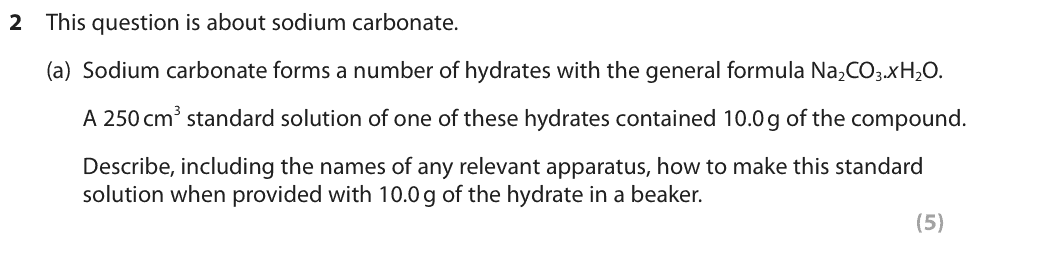 2 This question is about sodium carbonate.
(a) Sodium carbonate forms a number of hydrates with the general formula Na₂CO₃.xH₂O.
A 250 cm³ standard solution of one of these hydrates contained 10.0 g of the compound.
Describe, including the names of any relevant apparatus, how to make this standard
solution when provided with 10.0 g of the hydrate in a beaker.
(5)